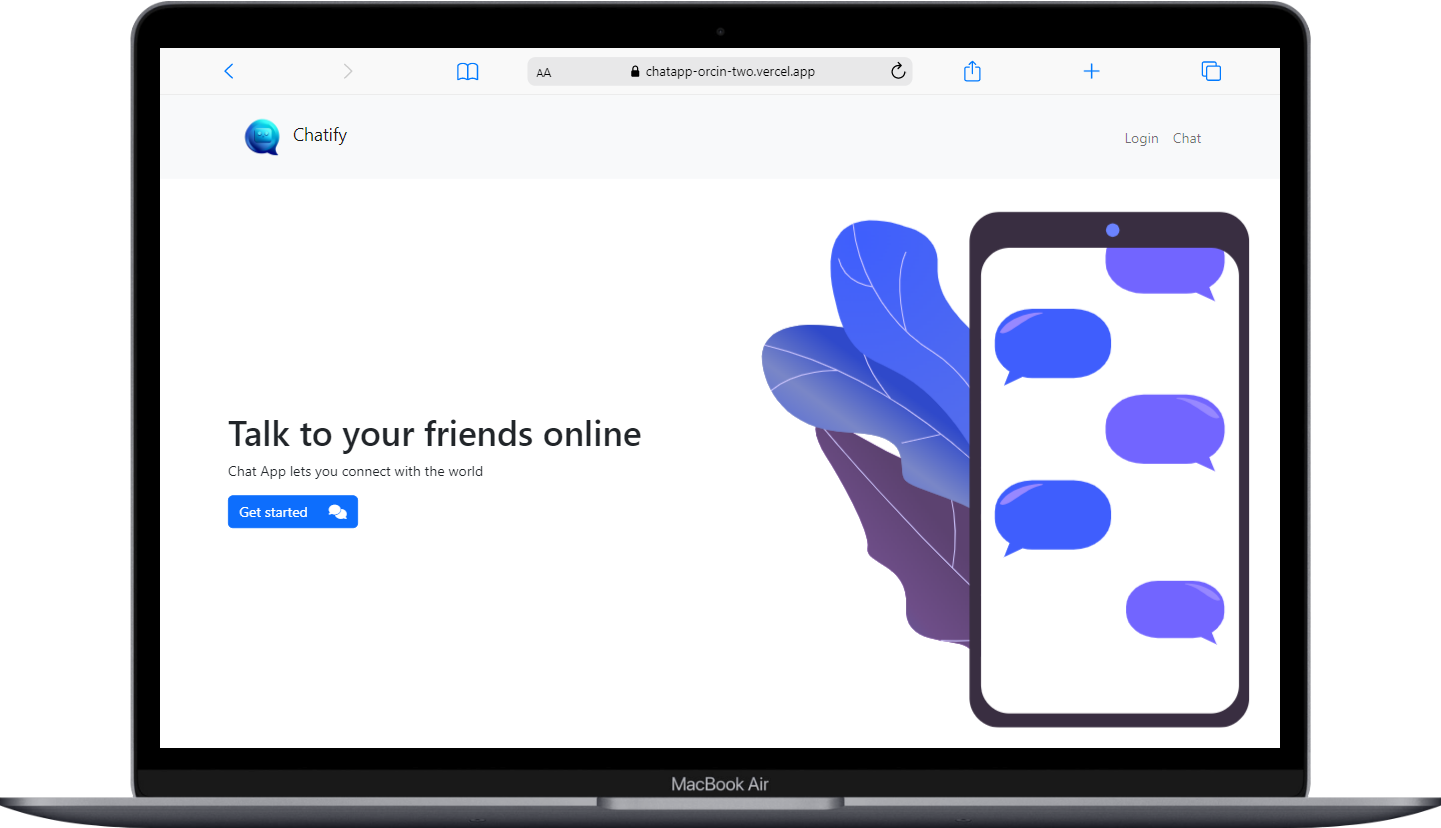 AA
chatapp-orcin-two.vercel.app
Chatify
Login
Chat
Talk to your friends online
Chat App lets you connect with the world
Get started
MacBook Air